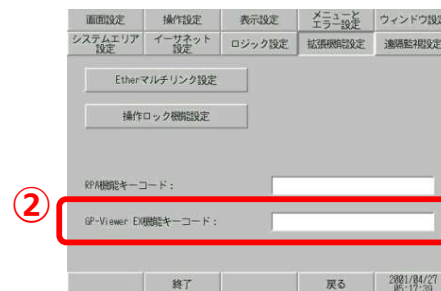 画面設定 操作設定 表示設定 メニューと
エラー設定 ウィンドウ設
システムエリア
設定 イーサネット
設定 ロジック設定 拡張機能設定 遠隔監視設定
Etherマルチリンク設定
操作ロック機能設定
RPA機能キーコード:
② GP-Viewer EX機能キーコード:
終了 戻る 2001/04/27
05:17:39